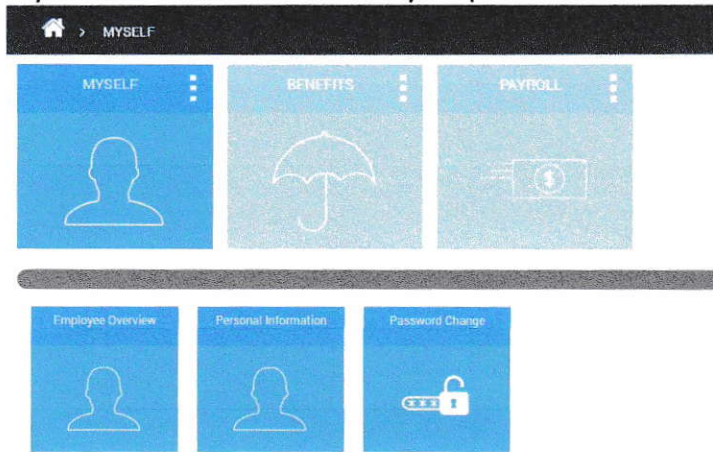 > MYSELF
MYSELF
BENEFITS
PAYROLL
$
Employee Overview
Personal Information
Password Change
***